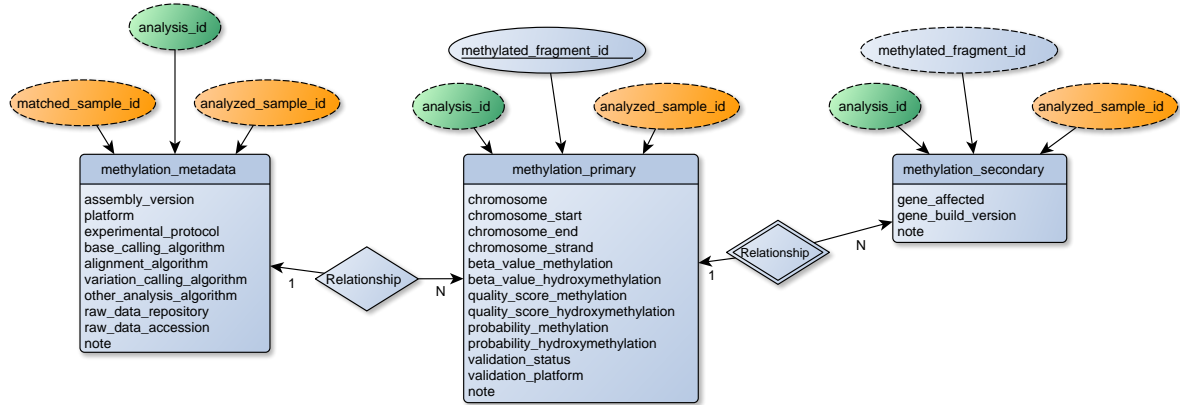 analysis_id
matched_sample_id
analyzed_sample_id
methylation_metadata
assembly_version
platform
experimental_protocol
base_calling_algorithm
alignment_algorithm
variation_calling_algorithm
other_analysis_algorithm
raw_data_repository
raw_data_accession
note
1
Relationship
N
methylated_fragment_id
analysis_id
analyzed_sample_id
methylation_primary
chromosome
chromosome_start
chromosome_end
chromosome_strand
beta_value_methylation
beta_value_hydroxymethylation
quality_score_methylation
quality_score_hydroxymethylation
probability_methylation
probability_hydroxymethylation
validation_status
validation_platform
note
1
Relationship
N
methylated_fragment_id
analysis_id
analyzed_sample_id
methylation_secondary
gene_affected
gene_build_version
note